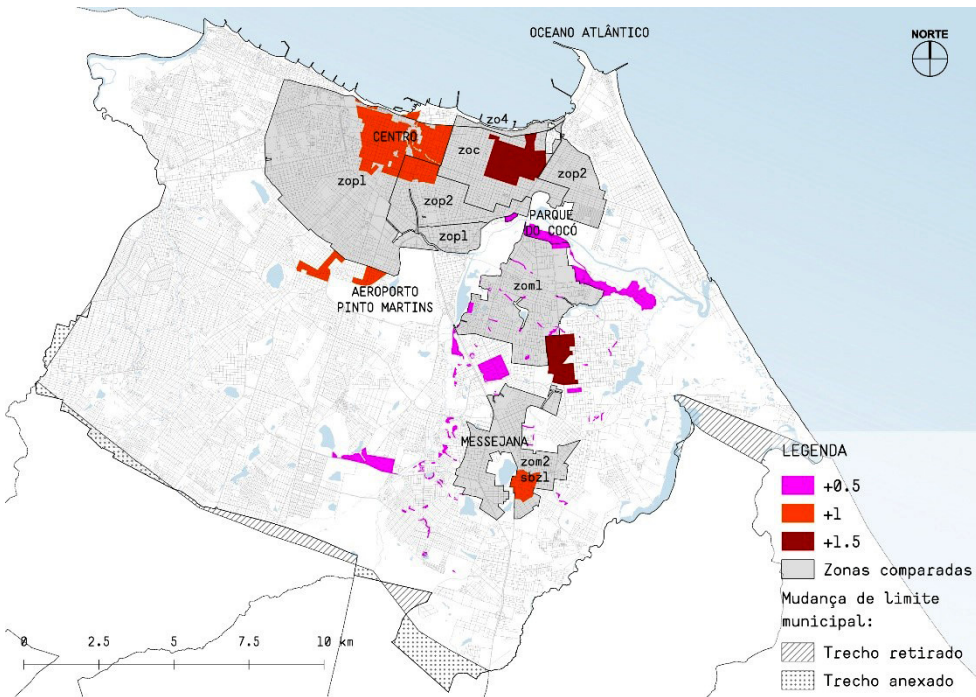 OCEANO ATLÂNTICO
NORTE
zo4
CENTRO
zoc
zop1
zop2
zop2
PARQUE
DO COCÓ
zop1
AEROPORTO
PINTO MARTINS
zom1
MESSEJANA
zom2
sbz1
LEGENDA
+0.5
+1
+1.5
Zonas comparadas
Mudança de limite
municipal:
Trecho retirado
Trecho anexado
0 2.5 5 7.5 10 km